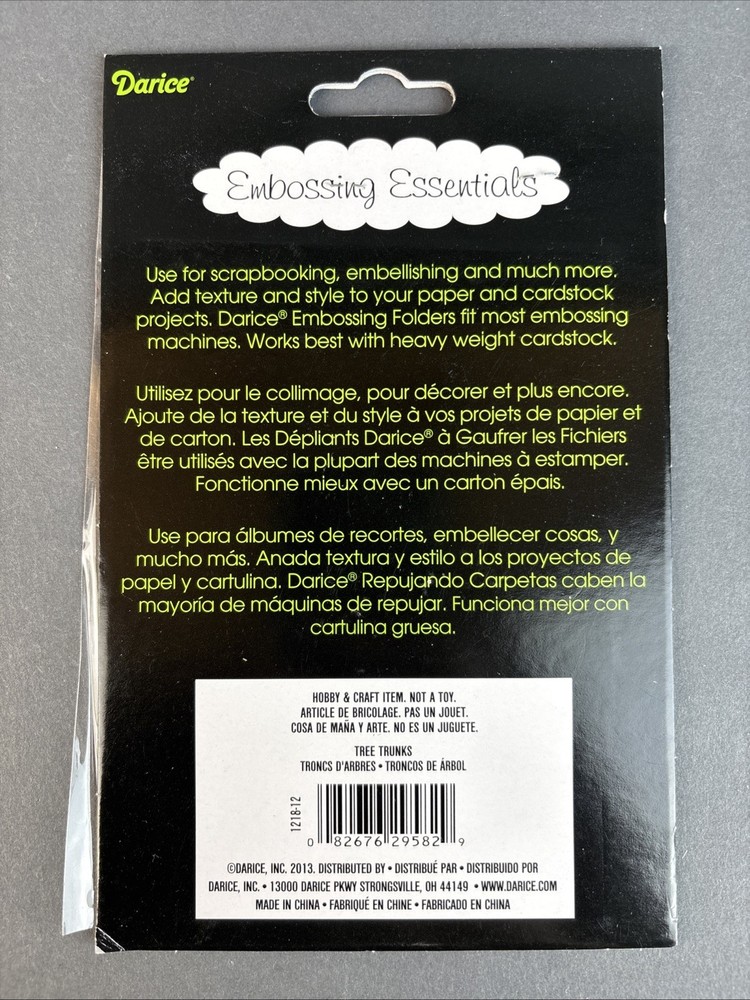 Darice®
Embossing Essentials
Use for scrapbooking, embellishing and much more.
Add texture and style to your paper and cardstock
projects. Darice® Embossing Folders fit most embossing
machines. Works best with heavy weight cardstock.
Utilisez pour le collimage, pour décorer et plus encore.
Ajoute de la texture et du style à vos projets de papier et
de carton. Les Dépliants Darice® à Gaufrer les Fichiers
être utilisés avec la plupart des machines à estamper.
Fonctionne mieux avec un carton épais.
Use para álbumes de recortes, embellecer cosas, y
mucho más. Anada textura y estilo a los proyectos de
papel y cartulina. Darice® Repujando Carpetas caben la
mayoría de máquinas de repujar. Funciona mejor con
cartulina gruesa.
HOBBY & CRAFT ITEM. NOT A TOY.
ARTICLE DE BRICOLAGE. PAS UN JOUET.
COSA DE MAÑA Y ARTE. NO ES UN JUGUETE.
TREE TRUNKS
TRONCS D'ARBRES • TRONCOS DE ÁRBOL
1218-12
0 82676 29582 9
©DARICE, INC. 2013. DISTRIBUTED BY • DISTRIBUÉ PAR • DISTRIBUIDO POR
DARICE, INC. • 13000 DARICE PKWY STRONGSVILLE, OH 44149 • WWW.DARICE.COM
MADE IN CHINA • FABRIQUÉ EN CHINE • FABRICADO EN CHINA